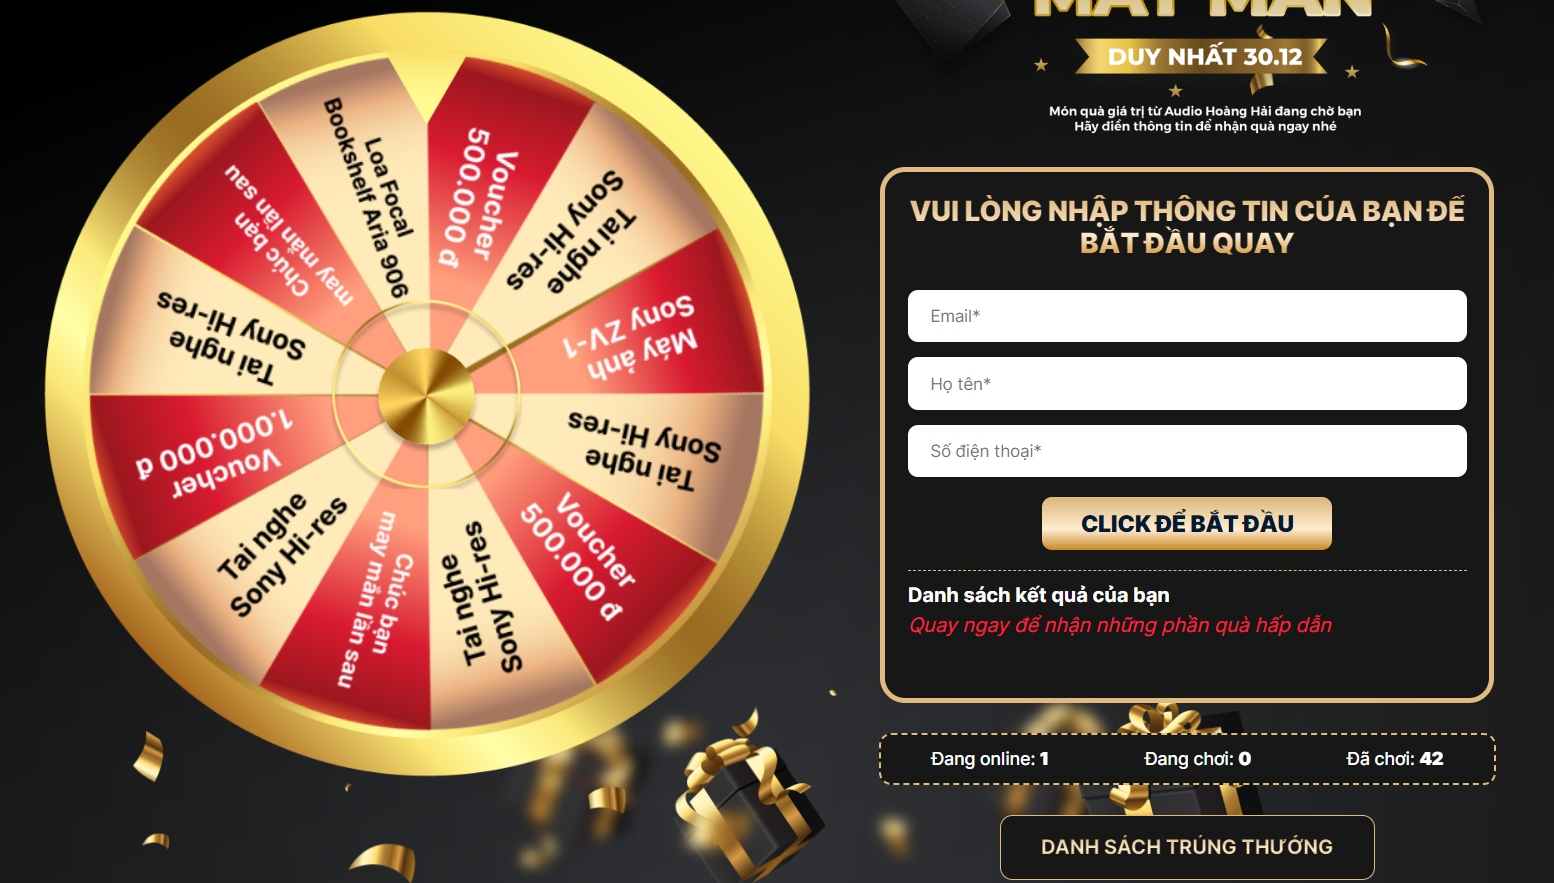 MAY MẮN
DUY NHẤT 30.12
Món quà giá trị từ Audio Hoàng Hải đang chờ bạn
Hãy điền thông tin để nhận quà ngay nhé
Voucher
500.000 đ
Tai nghe
Sony Hi-res
Máy ảnh
Sony ZV-1
Tai nghe
Sony Hi-res
Voucher
500.000 đ
Tai nghe
Sony Hi-res
Chúc bạn
may mắn lần sau
Tai nghe
Sony Hi-res
Voucher
1.000.000 đ
Tai nghe
Sony Hi-res
Chúc bạn
may mắn lần sau
Loa Focal
Bookshelf Aria 906
VUI LÒNG NHẬP THÔNG TIN CỦA BẠN ĐỂ
BẮT ĐẦU QUAY
Email*
Họ tên*
Số điện thoại*
CLICK ĐỂ BẮT ĐẦU
Danh sách kết quả của bạn
Quay ngay để nhận những phần quà hấp dẫn
Đang online: 1
Đang chơi: 0
Đã chơi: 42
DANH SÁCH TRÚNG THƯỞNG